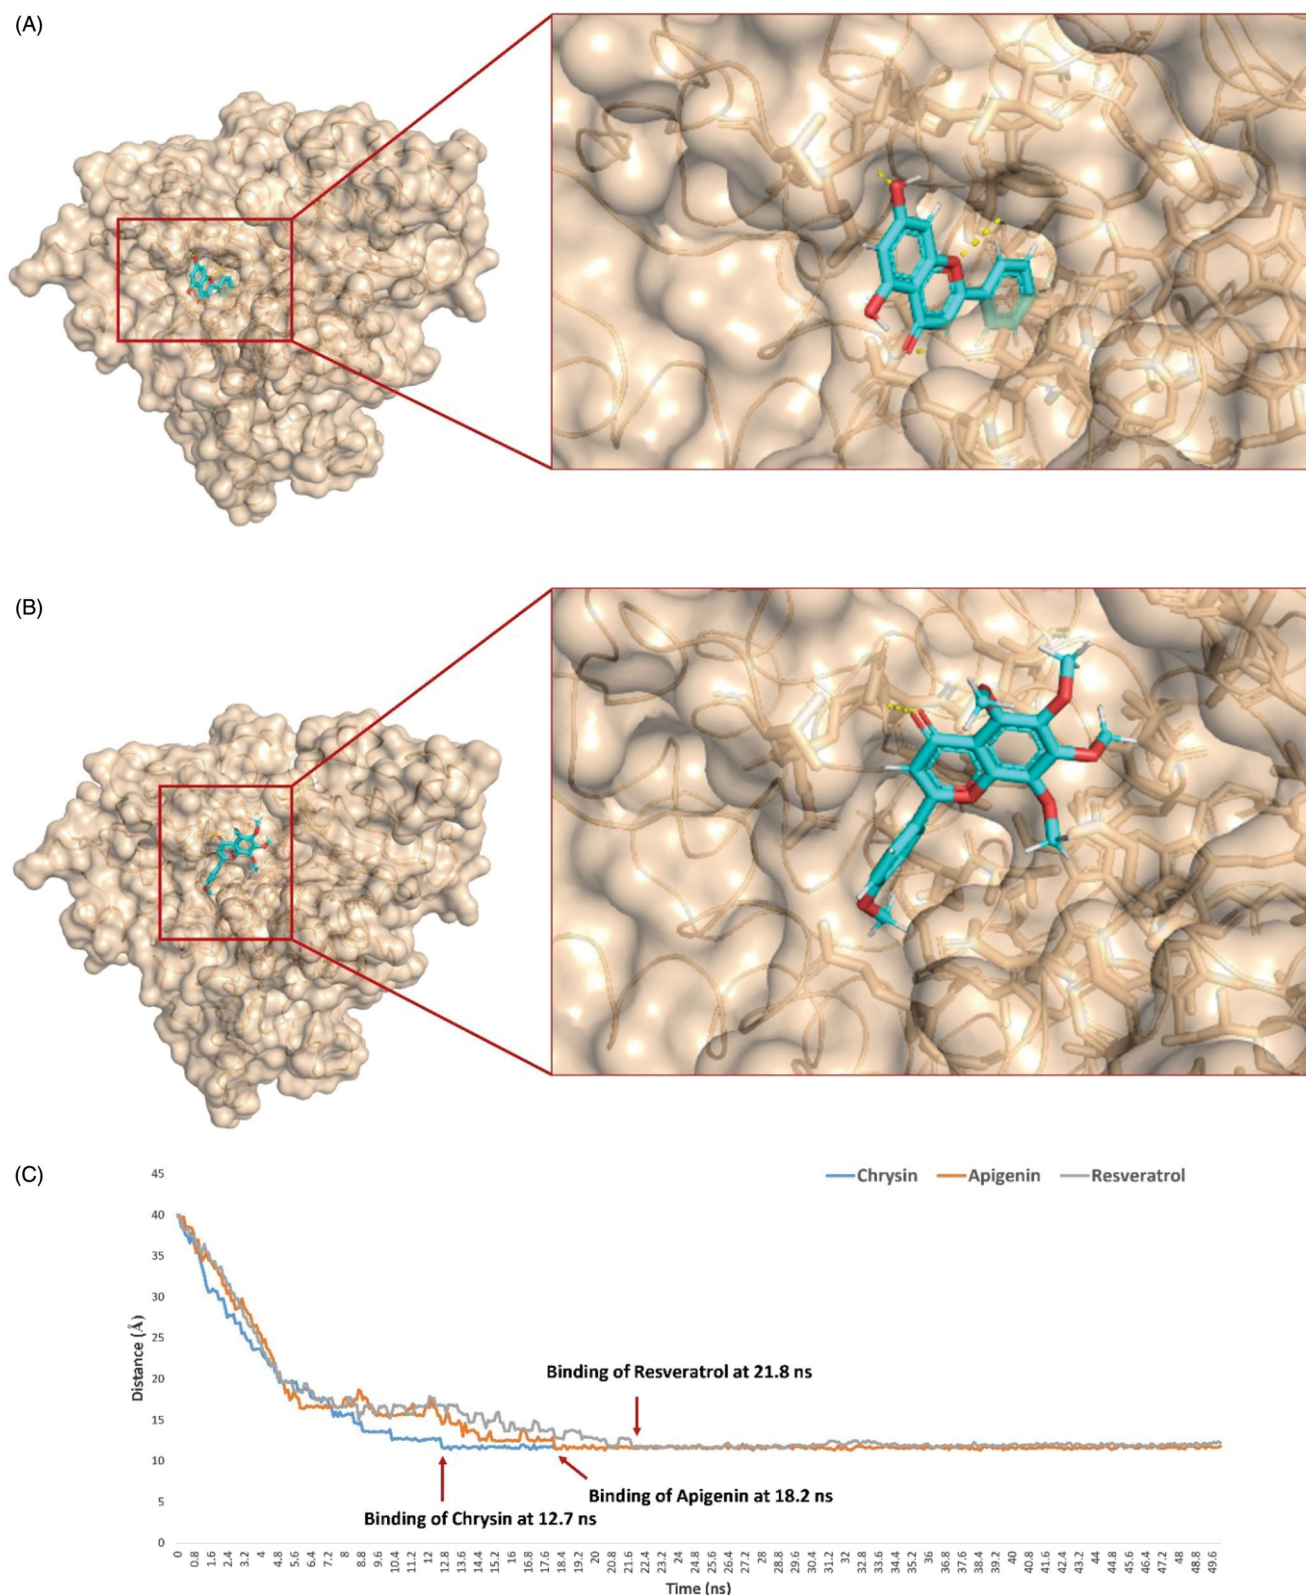 (A)
(B)
(C)
Chrysin Apigenin Resveratrol
45
40
35
30
25
20
15
10
5
0
Distance (Å)
Binding of Resveratrol at 21.8 ns
Binding of Apigenin at 18.2 ns
Binding of Chrysin at 12.7 ns
0 0.8 1.6 2.4 3.2 4 4.8 5.6 6.4 7.2 8 8.8 9.6 10.4 11.2 12 12.8 13.6 14.4 15.2 16 16.8 17.6 18.4 19.2 20 20.8 21.6 22.4 23.2 24 24.8 25.6 26.4 27.2 28 28.8 29.6 30.4 31.2 32 32.8 33.6 34.4 35.2 36 36.8 37.6 38.4 39.2 40 40.8 41.6 42.4 43.2 44 44.8 45.6 46.4 47.2 48 48.8 49.6
Time (ns)